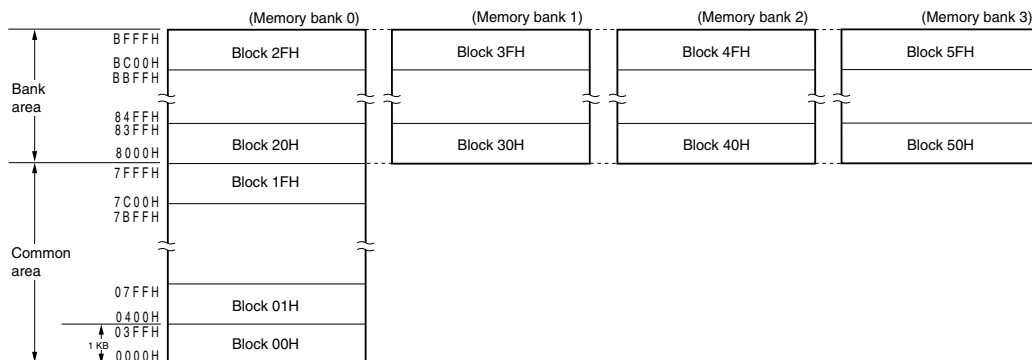 (Memory bank 0) (Memory bank 1) (Memory bank 2) (Memory bank 3)
BFFFH
Block 2FH Block 3FH Block 4FH Block 5FH
BC00H
BBFFH
Bank
area
84FFH
83FFH
Block 20H Block 30H Block 40H Block 50H
8000H
7FFFH
Block 1FH
7C00H
7BFFH
Common
area
07FFH
Block 01H
0400H
03FFH
1 KB
Block 00H
0000H